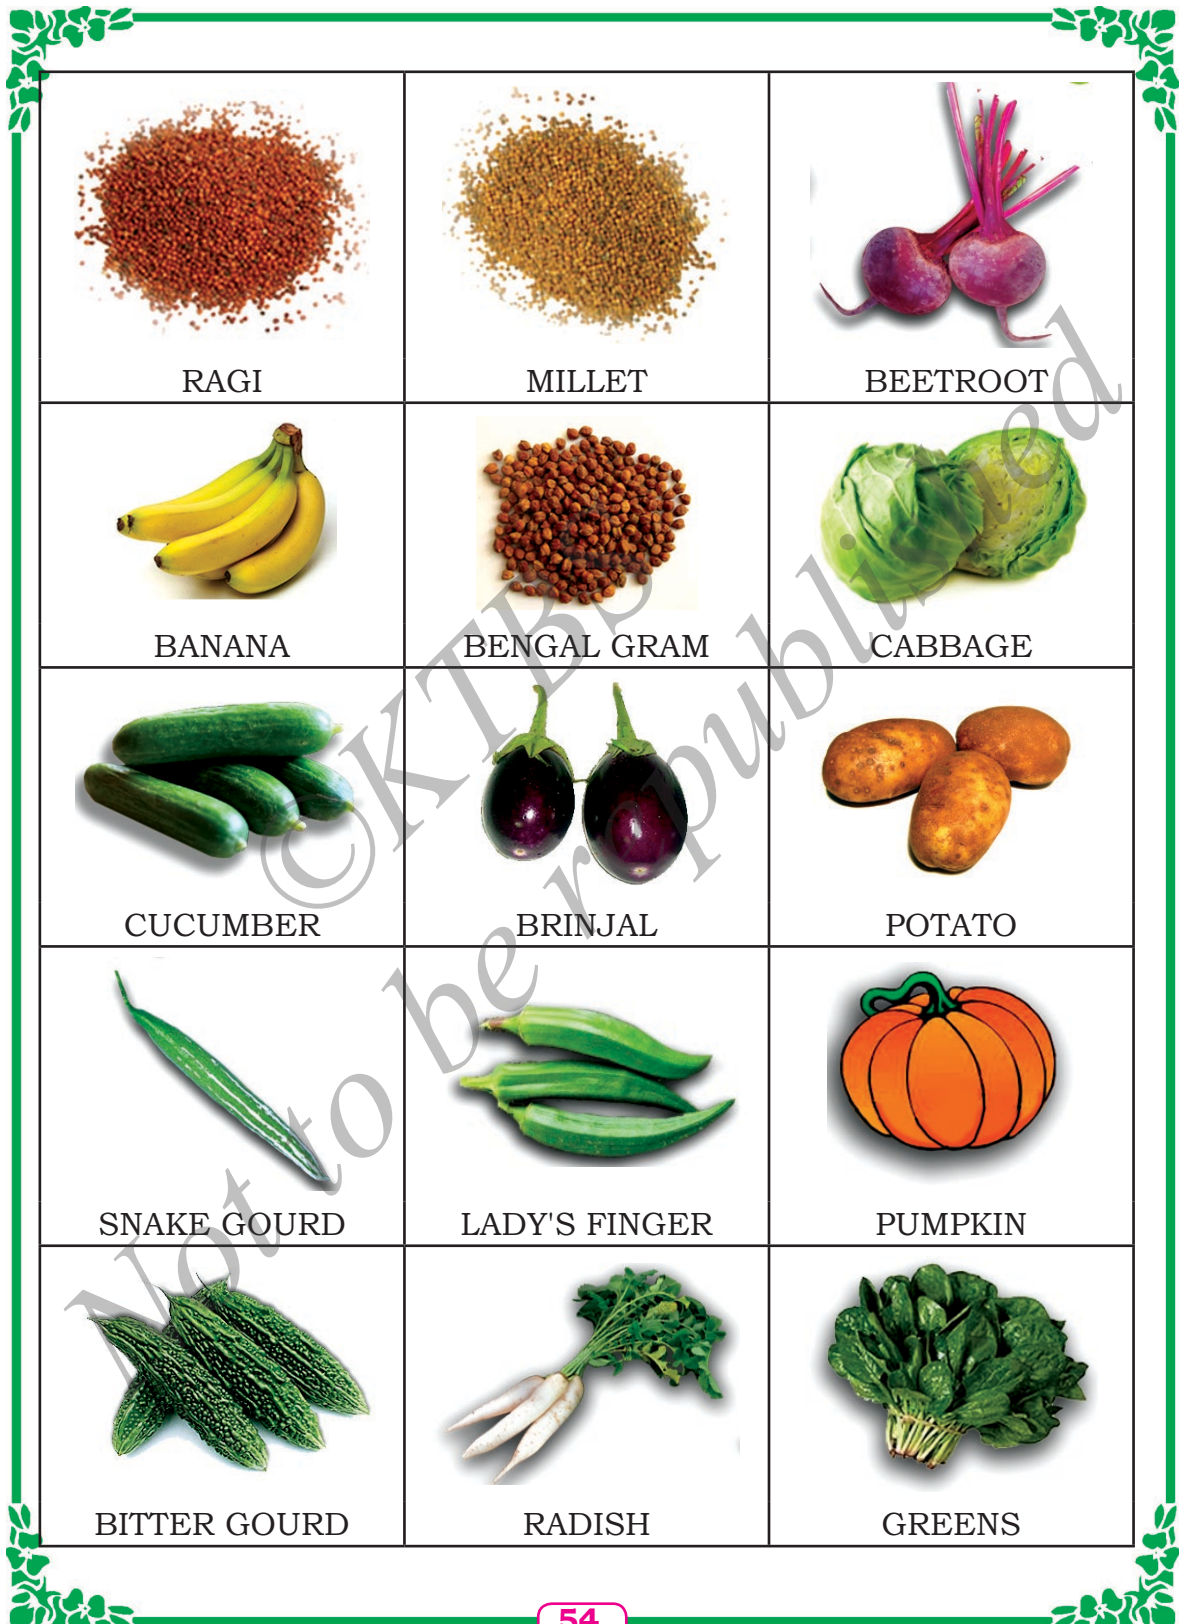 RAGI
MILLET
BEETROOT
BANANA
BENGAL GRAM
CABBAGE
CUCUMBER
BRINJAL
POTATO
SNAKE GOURD
LADY'S FINGER
PUMPKIN
BITTER GOURD
RADISH
GREENS
©KTBS
Not to be republished
54